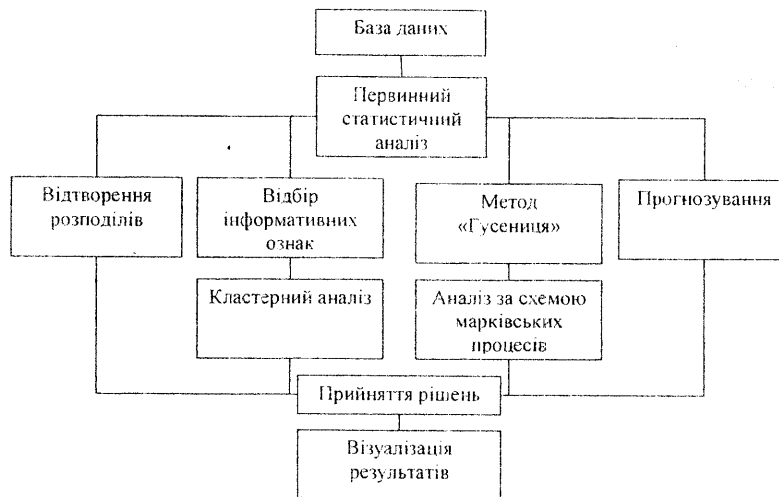 База даних
Первинний
статистичний
аналіз
Відтворення
розподілів
Відбір
інформативних
ознак
Метод
«Гусениця»
Прогнозування
Кластерний аналіз
Аналіз за схемою
марківських
процесів
Прийняття рішень
Візуалізація
результатів